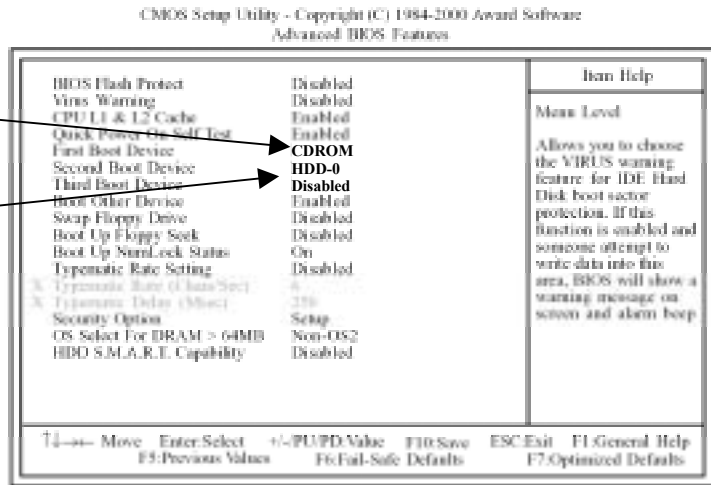 CMOS Setup Utility - Copyright (C) 1984-2000 Award Software
Advanced BIOS Features
BIOS Flash Protect Disabled
Virus Warning Disabled
CPU L1 & L2 Cache Enabled
Quick Power On Self Test Enabled
First Boot Device CDROM
Second Boot Device HDD-0
Third Boot Device Disabled
Boot Other Device Enabled
Swap Floppy Drive Disabled
Boot Up Floppy Seek Disabled
Boot Up NumLock Status On
Typematic Rate Setting Disabled
X Typematic Rate (Chars/Sec) 6
X Typematic Delay (Msec) 250
Security Option Setup
OS Select For DRAM > 64MB Non-OS2
HDD S.M.A.R.T. Capability Disabled
Item Help
Menu Level
Allows you to choose
the VIRUS warning
feature for IDE Hard
Disk boot sector
protection. If this
function is enabled and
someone attempt to
write data into this
area, BIOS will show a
warning message on
screen and alarm beep
↑↓→← Move Enter:Select +/-/PU/PD:Value F10:Save ESC:Exit F1:General Help
F5:Previous Values F6:Fail-Safe Defaults F7:Optimized Defaults